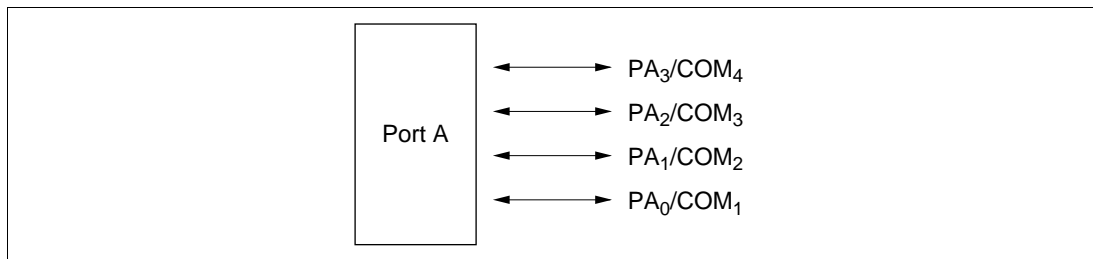 Port A
PA₃/COM₄
PA₂/COM₃
PA₁/COM₂
PA₀/COM₁